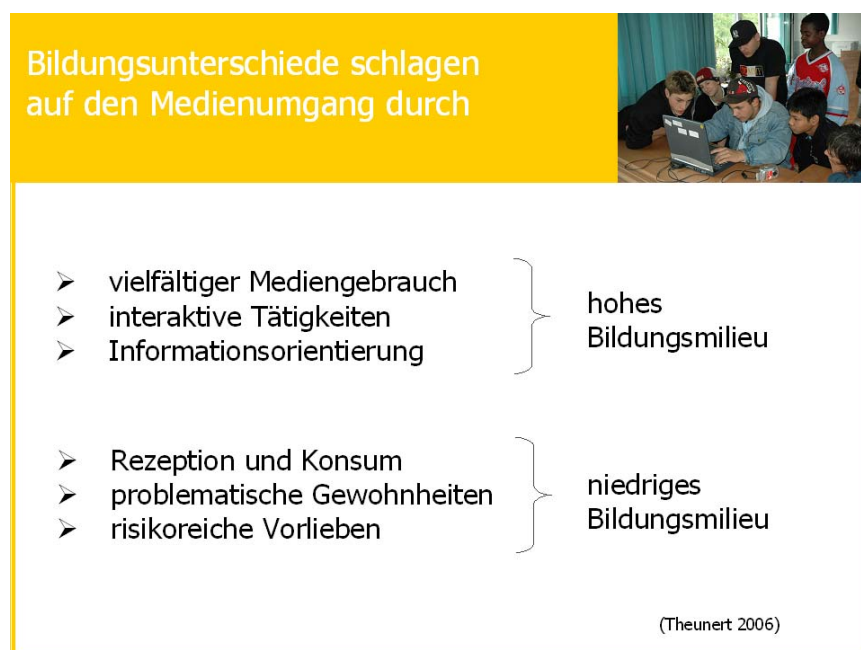 Bildungsunterschiede schlagen
auf den Medienumgang durch
➢ vielfältiger Mediengebrauch
➢ interaktive Tätigkeiten
➢ Informationsorientierung
hohes
Bildungsmilieu
➢ Rezeption und Konsum
➢ problematische Gewohnheiten
➢ risikoreiche Vorlieben
niedriges
Bildungsmilieu
(Theunert 2006)